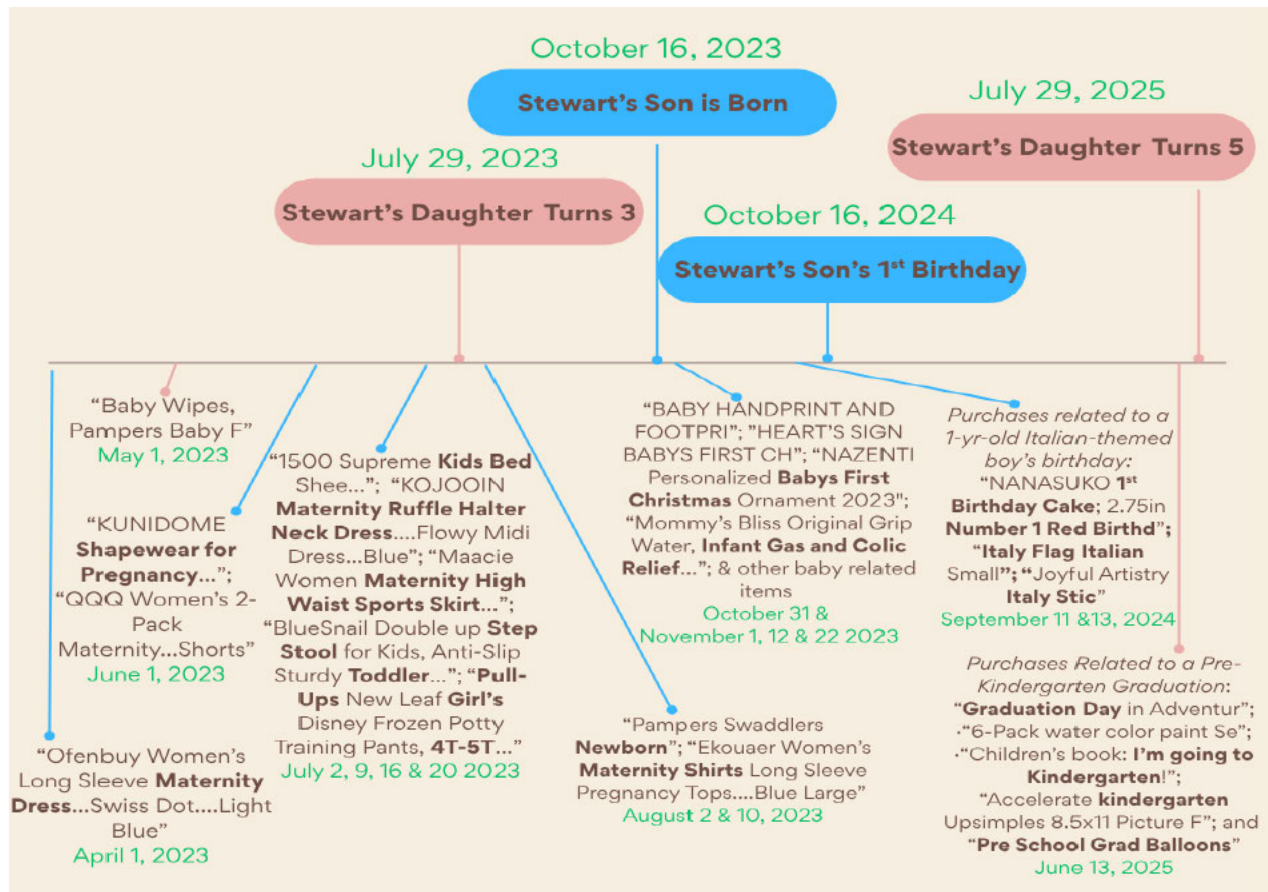 October 16, 2023
Stewart's Son is Born
July 29, 2025
Stewart's Daughter Turns 5
July 29, 2023
Stewart's Daughter Turns 3
October 16, 2024
Stewart's Son's 1st Birthday
"Baby Wipes,
Pampers Baby F"
May 1, 2023
"KUNIDOME
Shapewear for
Pregnancy...";
"QQQ Women's 2-
Pack
Maternity...Shorts"
June 1, 2023
"Ofenbuy Women's
Long Sleeve Maternity
Dress...Swiss Dot....Light
Blue"
April 1, 2023
"1500 Supreme Kids Bed
Shee..."; "KOJOOIN
Maternity Ruffle Halter
Neck Dress....Flowy Midi
Dress...Blue"; "Maacie
Women Maternity High
Waist Sports Skirt...";
"BlueSnail Double up Step
Stool for Kids, Anti-Slip
Sturdy Toddler..."; "Pull-
Ups New Leaf Girl's
Disney Frozen Potty
Training Pants, 4T-5T..."
July 2, 9, 16 & 20 2023
"Pampers Swaddlers
Newborn"; "Ekouaer Women's
Maternity Shirts Long Sleeve
Pregnancy Tops....Blue Large"
August 2 & 10, 2023
"BABY HANDPRINT AND
FOOTPRI"; "HEART'S SIGN
BABYS FIRST CH"; "NAZENTI
Personalized Babys First
Christmas Ornament 2023";
"Mommy's Bliss Original Grip
Water, Infant Gas and Colic
Relief..."; & other baby related
items
October 31 &
November 1, 12 & 22 2023
Purchases related to a
1-yr-old Italian-themed
boy's birthday:
"NANASUKO 1st
Birthday Cake; 2.75in
Number 1 Red Birthd";
"Italy Flag Italian
Small"; "Joyful Artistry
Italy Stic"
September 11 &13, 2024
Purchases Related to a Pre-
Kindergarten Graduation:
"Graduation Day in Adventur";
·"6-Pack water color paint Se";
·"Children's book: I'm going to
Kindergarten!";
"Accelerate kindergarten
Upsimples 8.5x11 Picture F"; and
"Pre School Grad Balloons"
June 13, 2025